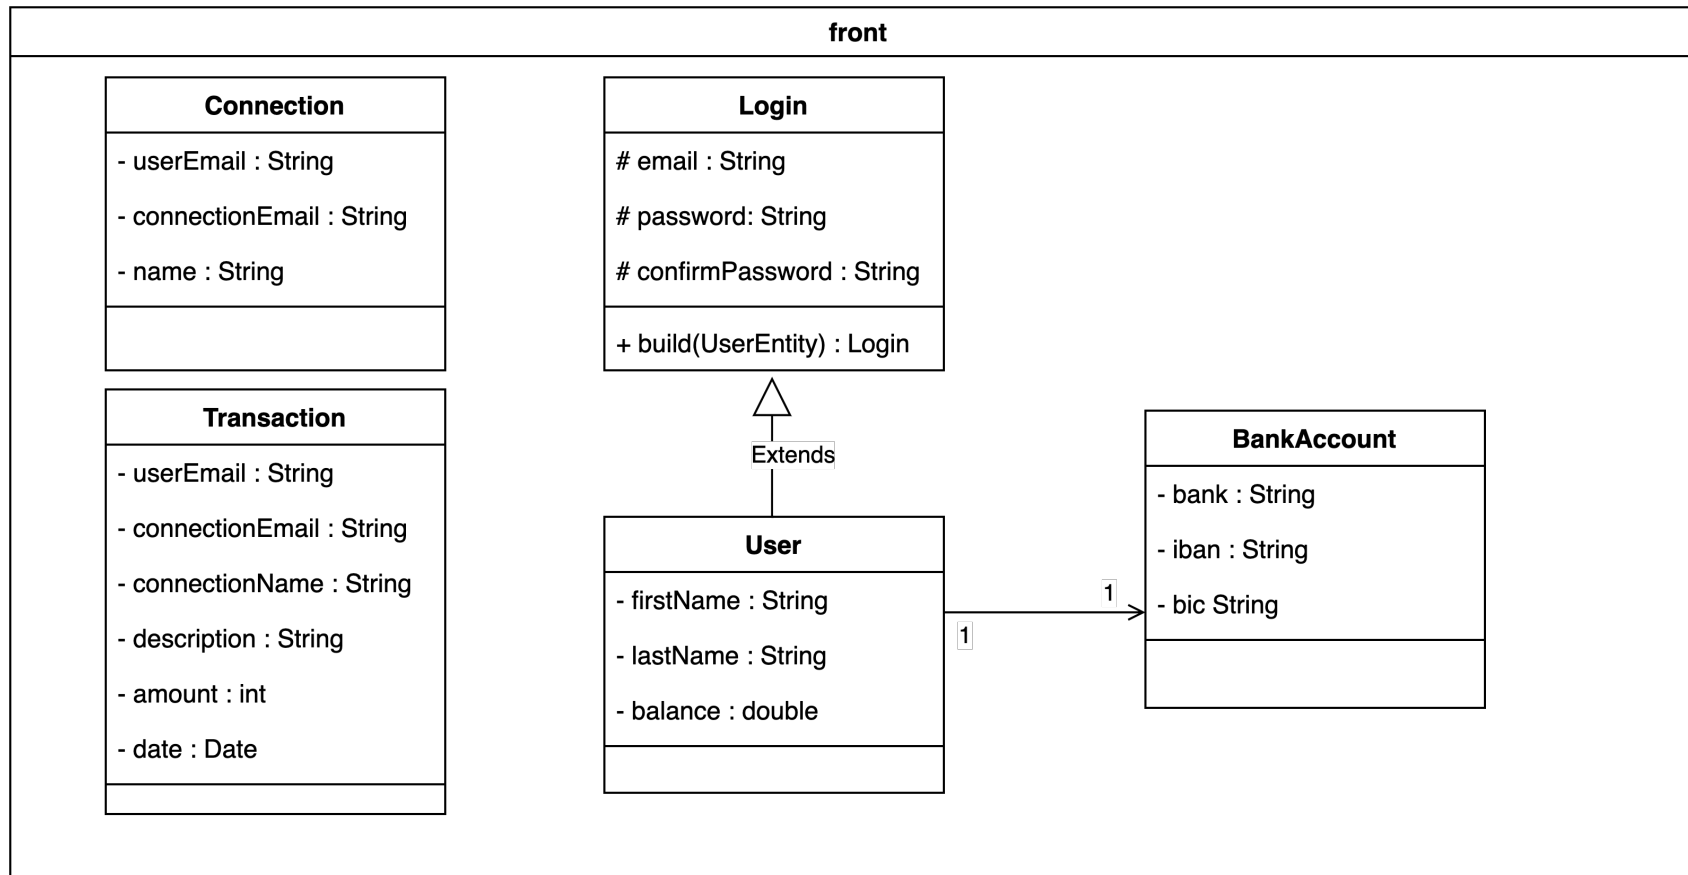 front
Connection
- userEmail : String
- connectionEmail : String
- name : String
Login
# email : String
# password: String
# confirmPassword : String
+ build(UserEntity) : Login
Transaction
- userEmail : String
- connectionEmail : String
- connectionName : String
- description : String
- amount : int
- date : Date
Extends
User
- firstName : String
- lastName : String
- balance : double
1
1
BankAccount
- bank : String
- iban : String
- bic String